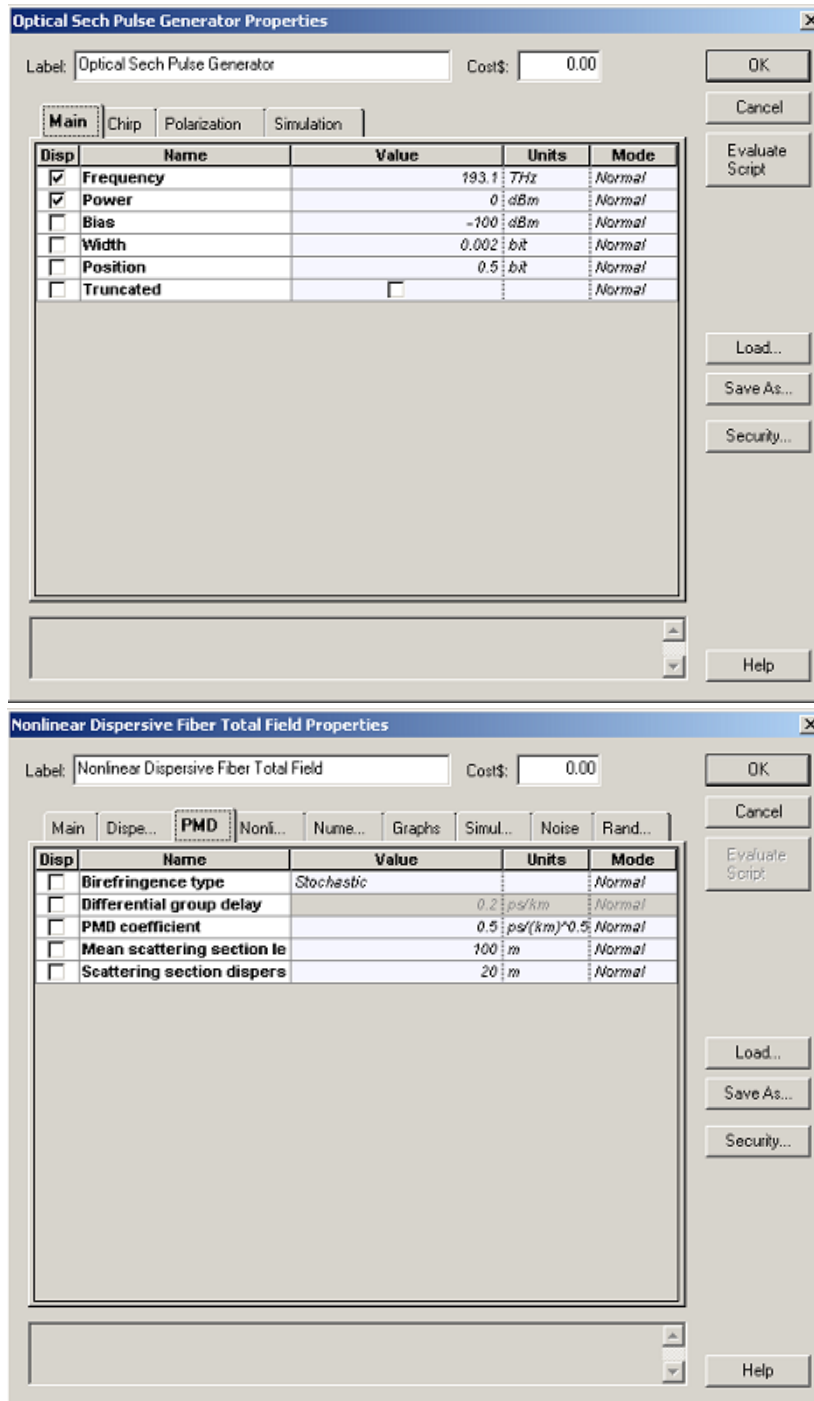 Optical Sech Pulse Generator Properties
Label: Optical Sech Pulse Generator Cost$: 0.00 OK
Cancel
Main Chirp Polarization Simulation
Evaluate
Script
Disp Name Value Units Mode
Frequency 193.1 THz Normal
Power 0 dBm Normal
Bias -100 dBm Normal
Width 0.002 bit Normal
Position 0.5 bit Normal
Truncated Normal
Load...
Save As...
Security...
Help
Nonlinear Dispersive Fiber Total Field Properties
Label: Nonlinear Dispersive Fiber Total Field Cost$: 0.00 OK
Cancel
Main Dispe... PMD Nonli... Nume... Graphs Simul... Noise Rand...
Evaluate
Script
Disp Name Value Units Mode
Birefringence type Stochastic Normal
Differential group delay 0.2 ps/km Normal
PMD coefficient 0.5 ps/(km)^0.5 Normal
Mean scattering section le 100 m Normal
Scattering section dispers 20 m Normal
Load...
Save As...
Security...
Help